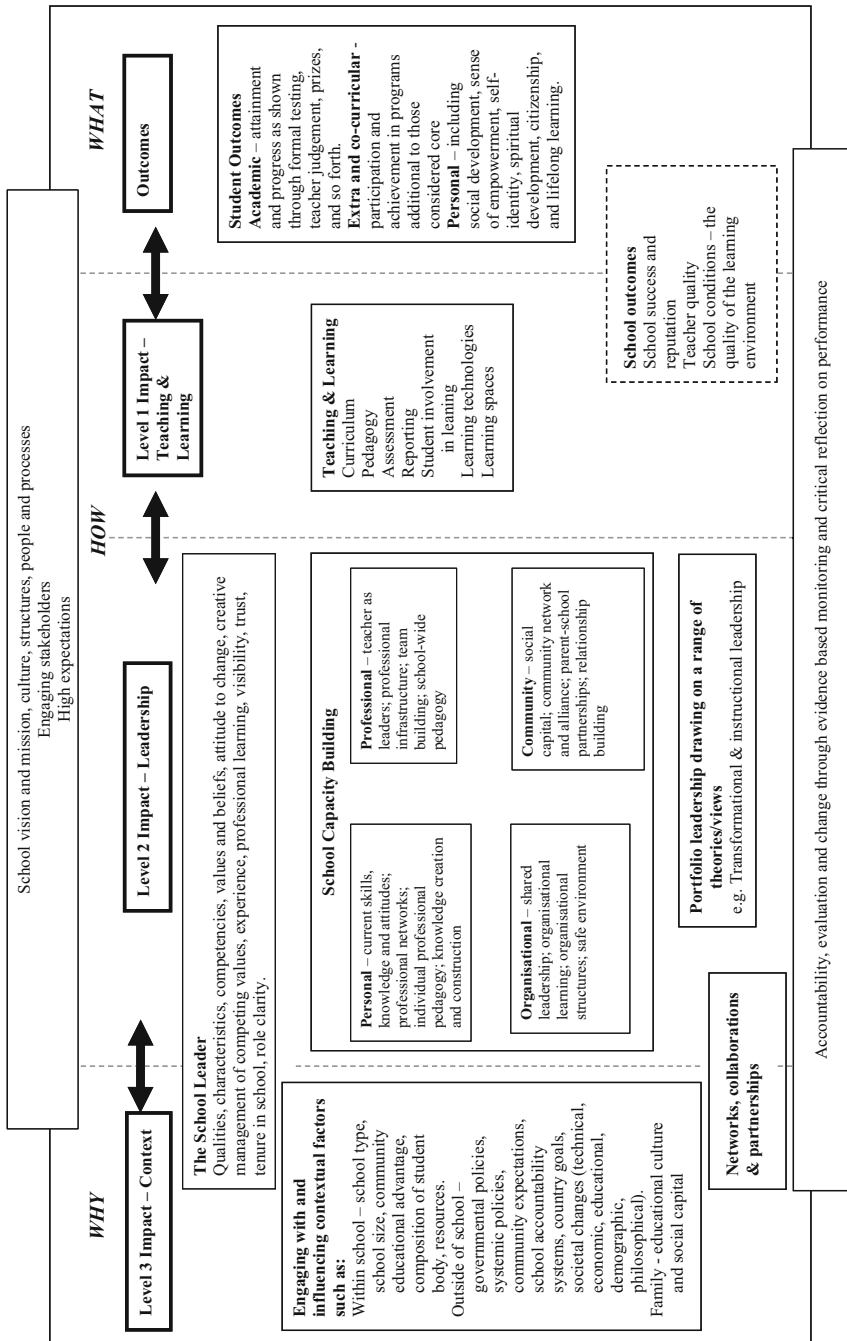 School vision and mission, culture, structures, people and processes
Engaging stakeholders
High expectations
WHY
HOW
WHAT
Level 3 Impact – Context
Level 2 Impact – Leadership
Level 1 Impact –
Teaching &
Learning
Outcomes
The School Leader
Qualities, characteristics, competencies, values and beliefs, attitude to change, creative
management of competing values, experience, professional learning, visibility, trust,
tenure in school, role clarity.
Engaging with and
influencing contextual factors
such as:
Within school – school type,
school size, community
educational advantage,
composition of student
body, resources.
Outside of school –
governmental policies,
systemic policies,
community expectations,
school accountability
systems, country goals,
societal changes (technical,
economic, educational,
demographic,
philosophical).
Family - educational culture
and social capital
School Capacity Building
Personal – current skills,
knowledge and attitudes;
professional networks;
individual professional
pedagogy; knowledge creation
and construction
Professional – teacher as
leaders; professional
infrastructure; team
building; school-wide
pedagogy
Organisational – shared
leadership; organisational
learning; organisational
structures; safe environment
Community – social
capital; community network
and alliance; parent-school
partnerships; relationship
building
Teaching & Learning
Curriculum
Pedagogy
Assessment
Reporting
Student involvement
in leaning
Learning technologies
Learning spaces
Student Outcomes
Academic – attainment
and progress as shown
through formal testing,
teacher judgement, prizes,
and so forth.
Extra and co-curricular -
participation and
achievement in programs
additional to those
considered core
Personal – including
social development, sense
of empowerment, self-
identity, spiritual
development, citizenship,
and lifelong learning.
Networks, collaborations
& partnerships
Portfolio leadership drawing on a range of
theories/views
e.g. Transformational & instructional leadership
School outcomes
School success and
reputation
Teacher quality
School conditions – the
quality of the learning
environment
Accountability, evaluation and change through evidence based monitoring and critical reflection on performance